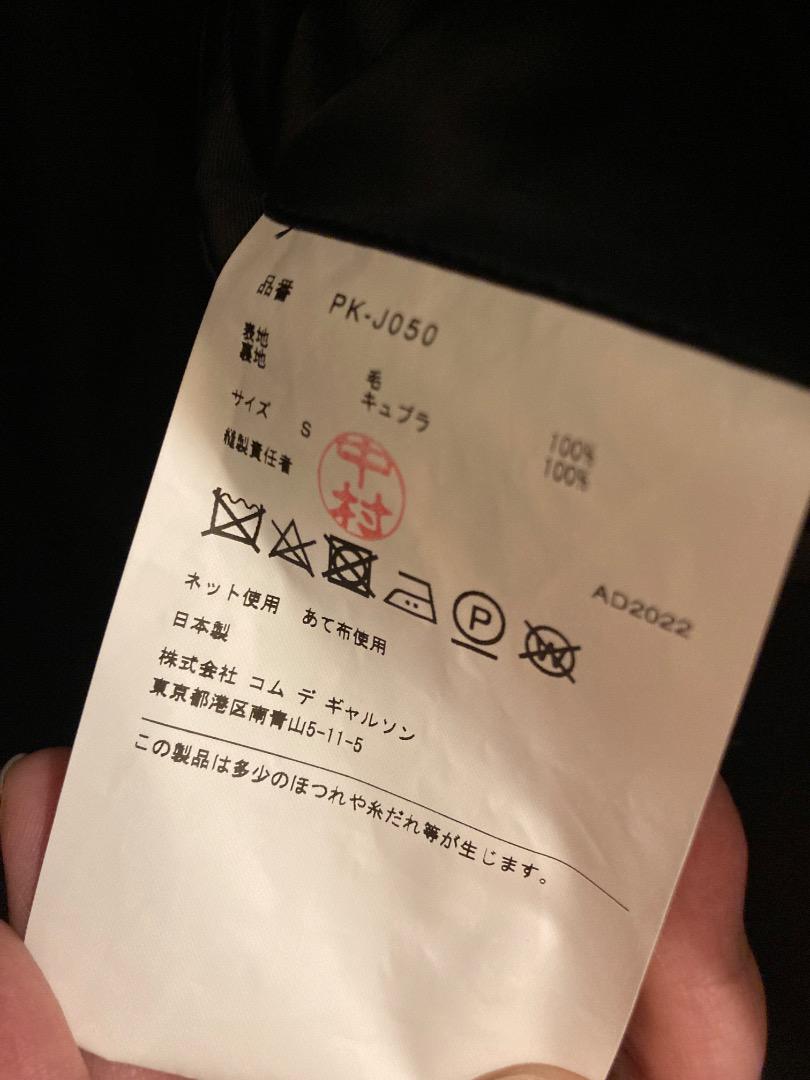 品番 PK-J050
表地 毛 100%
裏地 キュプラ 100%
サイズ S
縫製責任者 中村
P W
AD2022
ネット使用 あて布使用
日本製
株式会社 コム デ ギャルソン
東京都港区南青山5-11-5
この製品は多少のほつれや糸だれ等が生じます。